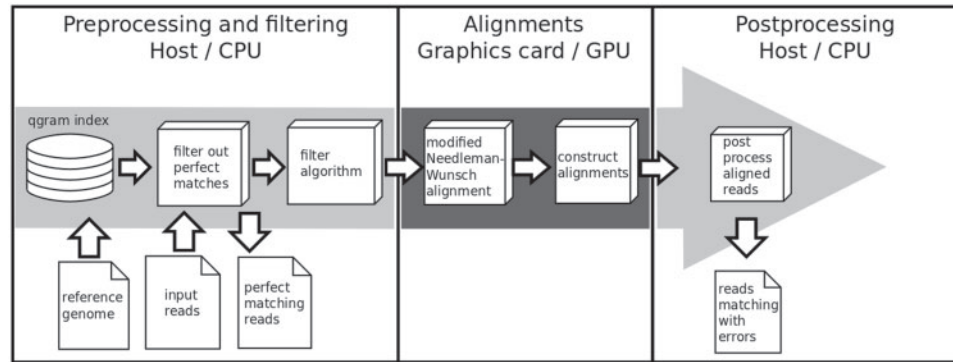 Preprocessing and filtering
Host / CPU
Alignments
Graphics card / GPU
Postprocessing
Host / CPU
qgram index
filter out
perfect
matches
filter
algorithm
modified
Needleman-
Wunsch
alignment
construct
alignments
post
process
aligned
reads
reference
genome
input
reads
perfect
matching
reads
reads
matching
with
errors